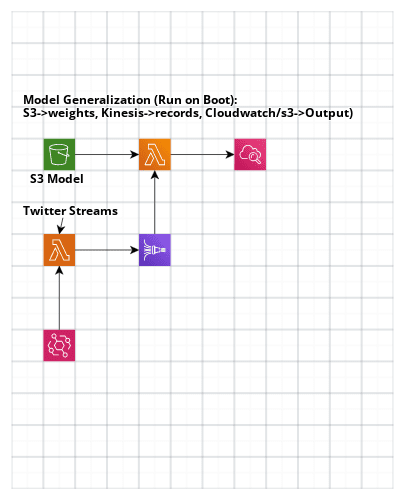 Model Generalization (Run on Boot):
S3->weights, Kinesis->records, Cloudwatch/s3->Output)
S3 Model
Twitter Streams